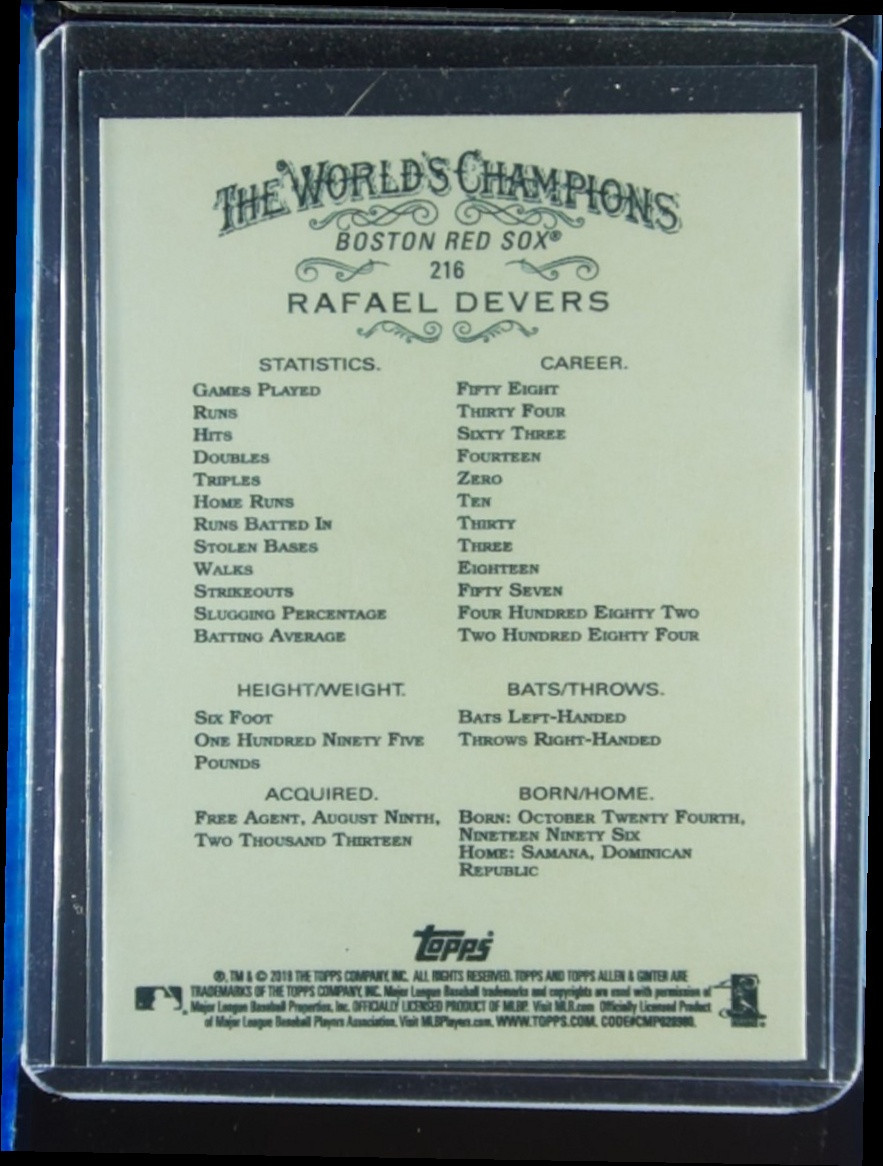 THE WORLD'S CHAMPIONS
BOSTON RED SOX®
216
RAFAEL DEVERS
STATISTICS. CAREER.
GAMES PLAYED FIFTY EIGHT
RUNS THIRTY FOUR
HITS SIXTY THREE
DOUBLES FOURTEEN
TRIPLES ZERO
HOME RUNS TEN
RUNS BATTED IN THIRTY
STOLEN BASES THREE
WALKS EIGHTEEN
STRIKEOUTS FIFTY SEVEN
SLUGGING PERCENTAGE FOUR HUNDRED EIGHTY TWO
BATTING AVERAGE TWO HUNDRED EIGHTY FOUR
HEIGHT/WEIGHT. BATS/THROWS.
SIX FOOT BATS LEFT-HANDED
ONE HUNDRED NINETY FIVE THROWS RIGHT-HANDED
POUNDS
ACQUIRED. BORN/HOME.
FREE AGENT, AUGUST NINTH, BORN: OCTOBER TWENTY FOURTH,
TWO THOUSAND THIRTEEN NINETEEN NINETY SIX
HOME: SAMANA, DOMINICAN
REPUBLIC
Topps
®, TM & © 2018 THE TOPPS COMPANY, INC. ALL RIGHTS RESERVED. TOPPS AND TOPPS ALLEN & GINTER ARE
TRADEMARKS OF THE TOPPS COMPANY, INC. Major League Baseball trademarks and copyrights are used with permission of
Major League Baseball Properties, Inc. OFFICIALLY LICENSED PRODUCT OF MLBP. Visit MLB.com Officially Licensed Product
of Major League Baseball Players Association. Visit MLBPlayers.com. WWW.TOPPS.COM.